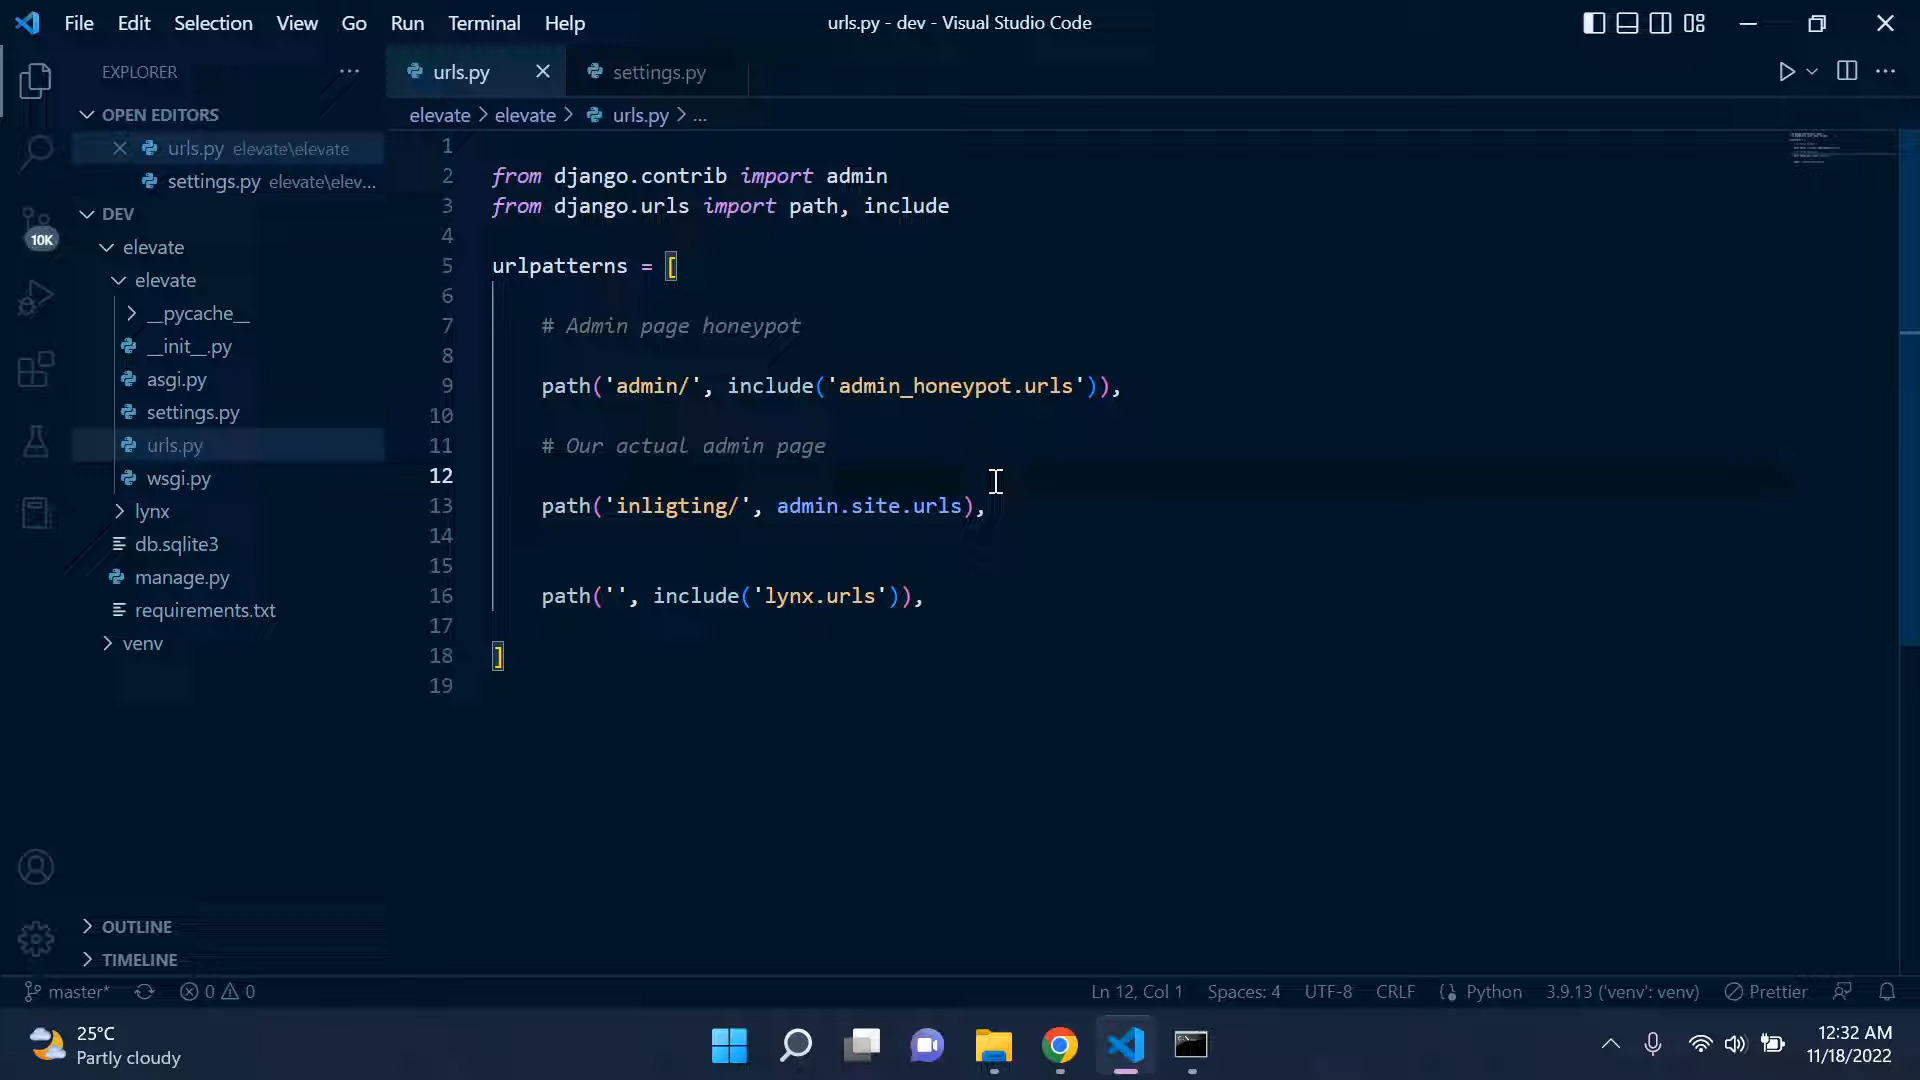 File Edit Selection View Go Run Terminal Help
urls.py - dev - Visual Studio Code
EXPLORER
urls.py
settings.py
OPEN EDITORS
urls.py elevate\elevate
settings.py elevate\elev...
DEV
elevate
elevate
__pycache__
__init__.py
asgi.py
settings.py
urls.py
wsgi.py
lynx
db.sqlite3
manage.py
requirements.txt
venv
OUTLINE
TIMELINE
10K
elevate > elevate > urls.py > ...
1
2 from django.contrib import admin
3 from django.urls import path, include
4
5 urlpatterns = [
6
7 # Admin page honeypot
8
9 path('admin/', include('admin_honeypot.urls')),
10
11 # Our actual admin page
12
13 path('inligting/', admin.site.urls),
14
15
16 path('', include('lynx.urls')),
17
18 ]
19
master* 0 0
Ln 12, Col 1 Spaces: 4 UTF-8 CRLF Python 3.9.13 ('venv': venv) Prettier
25°C
Partly cloudy
12:32 AM
11/18/2022